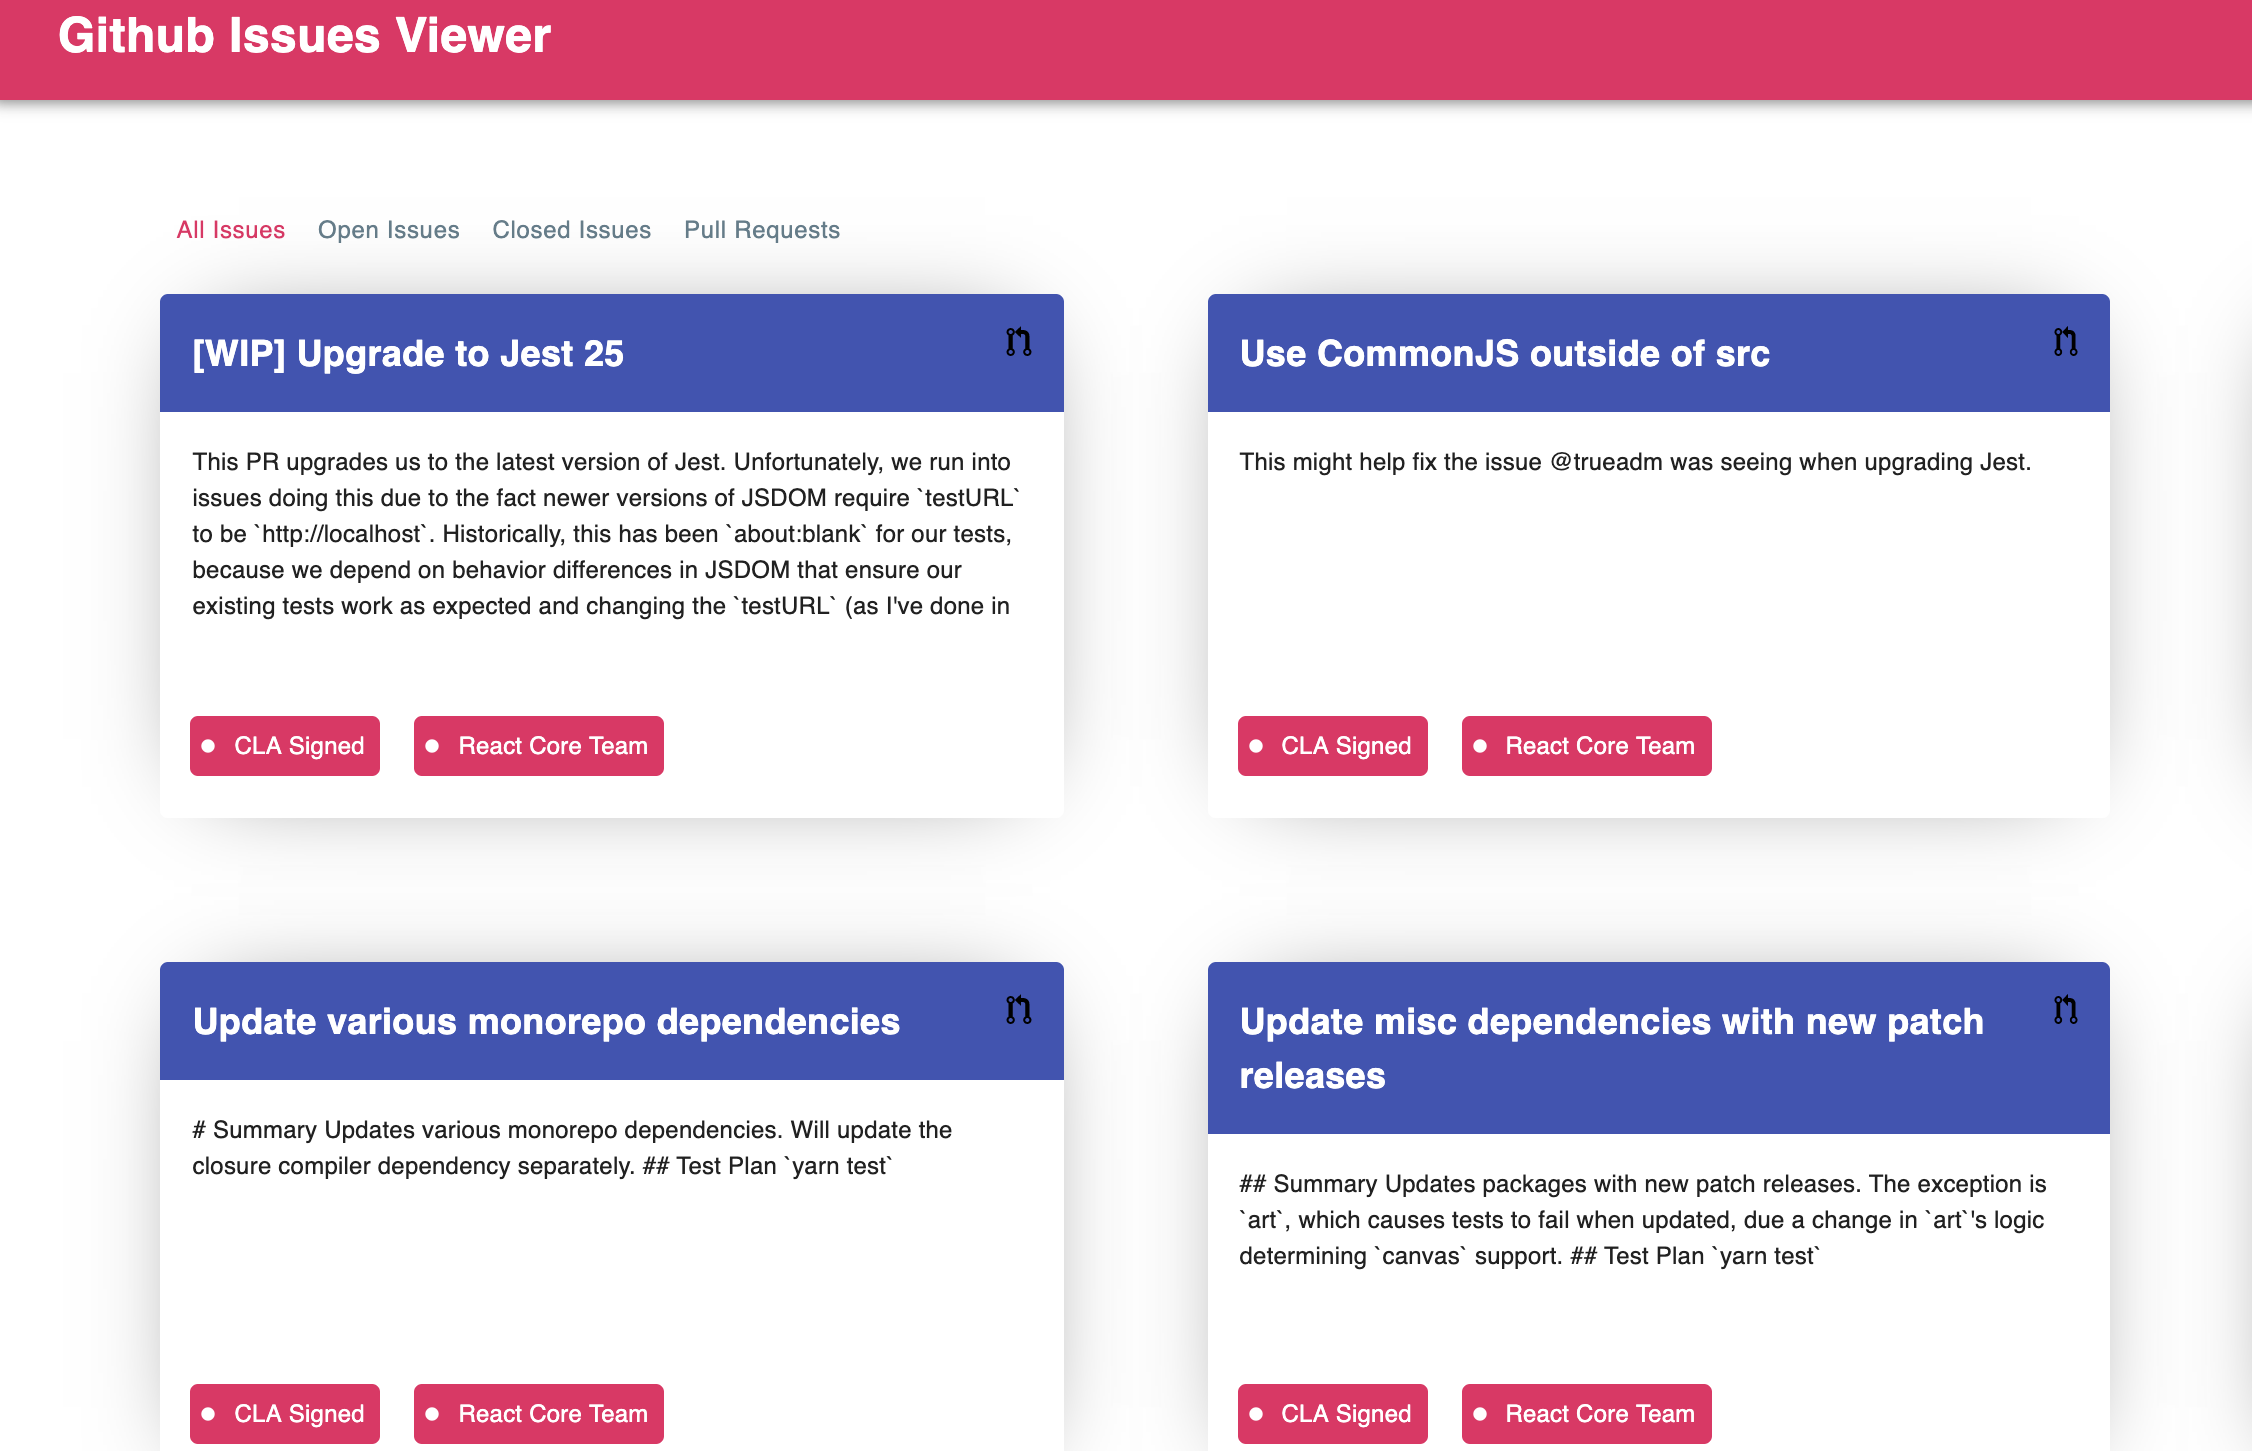 Github Issues Viewer
All Issues Open Issues Closed Issues Pull Requests
[WIP] Upgrade to Jest 25
This PR upgrades us to the latest version of Jest. Unfortunately, we run into
issues doing this due to the fact newer versions of JSDOM require `testURL`
to be `http://localhost`. Historically, this has been `about:blank` for our tests,
because we depend on behavior differences in JSDOM that ensure our
existing tests work as expected and changing the `testURL` (as I've done in
CLA Signed React Core Team
Use CommonJS outside of src
This might help fix the issue @trueadm was seeing when upgrading Jest.
CLA Signed React Core Team
Update various monorepo dependencies
# Summary Updates various monorepo dependencies. Will update the
closure compiler dependency separately. ## Test Plan `yarn test`
CLA Signed React Core Team
Update misc dependencies with new patch
releases
## Summary Updates packages with new patch releases. The exception is
`art`, which causes tests to fail when updated, due a change in `art`'s logic
determining `canvas` support. ## Test Plan `yarn test`
CLA Signed React Core Team